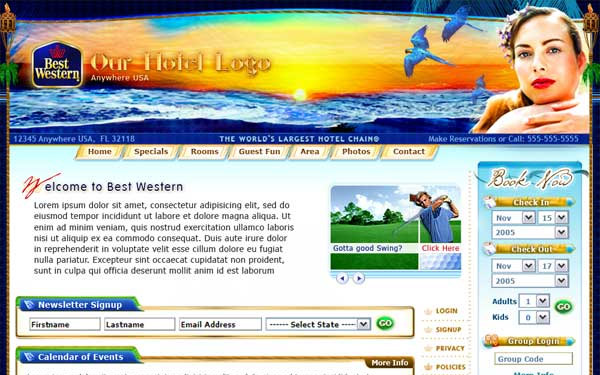 Best
Western
Our Hotel Logo
Anywhere USA
12345 Anywhere USA, FL 32118
THE WORLD'S LARGEST HOTEL CHAIN®
Make Reservations or Call: 555-555-5555
Home
Specials
Rooms
Guest Fun
Area
Photos
Contact
Welcome to Best Western
Lorem ipsum dolor sit amet, consectetur adipisicing elit, sed do
eiusmod tempor incididunt ut labore et dolore magna aliqua. Ut
enim ad minim veniam, quis nostrud exercitation ullamco laboris
nisi ut aliquip ex ea commodo consequat. Duis aute irure dolor
in reprehenderit in voluptate velit esse cillum dolore eu fugiat
nulla pariatur. Excepteur sint occaecat cupidatat non proident,
sunt in culpa qui officia deserunt mollit anim id est laborum
Gotta good Swing?
Click Here
Book Now
Check In
Nov
15
2005
Check Out
Nov
17
2005
Adults
1
Kids
0
GO
Group Login
Group Code
More Info
Newsletter Signup
Firstname
Lastname
Email Address
------ Select State -----
GO
LOGIN
SIGNUP
PRIVACY
POLICIES
Calendar of Events
More Info